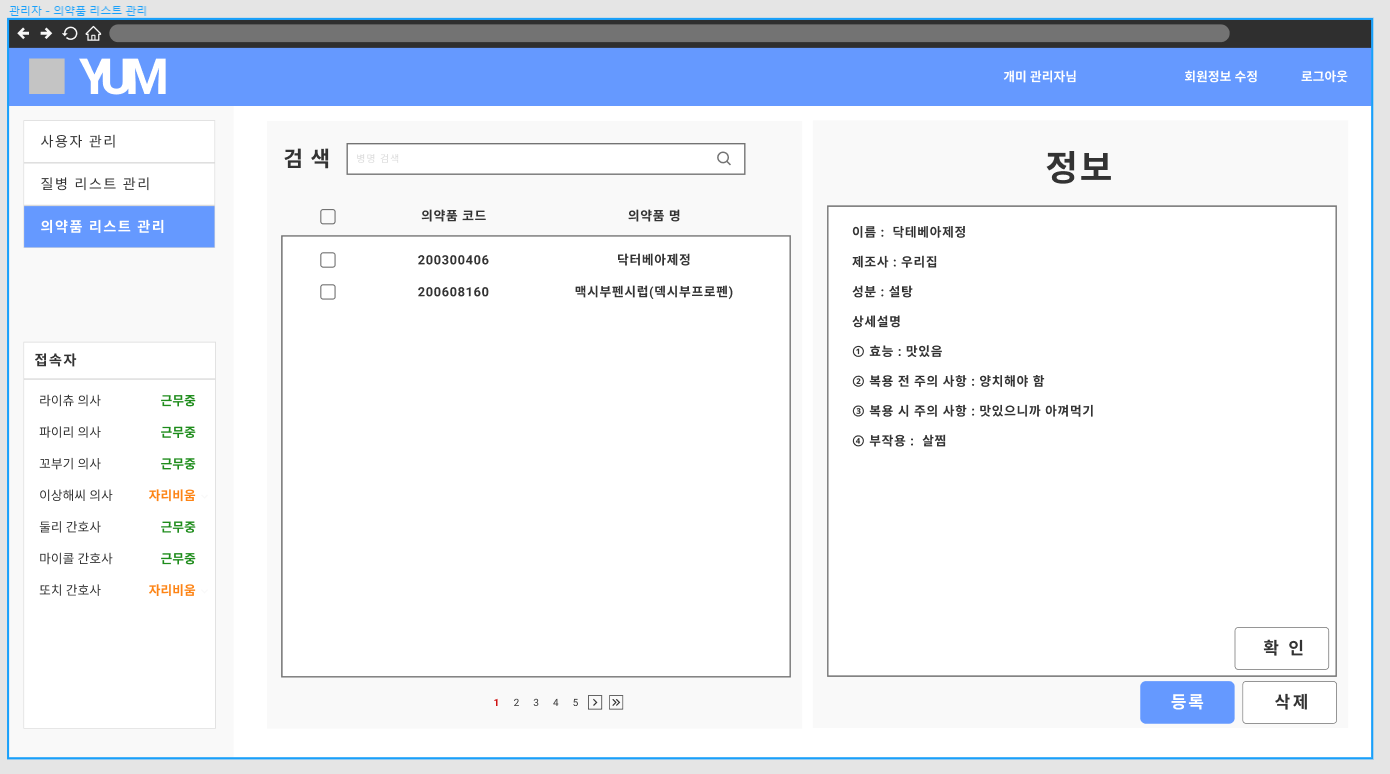 관리자 - 의약품 리스트 관리
YUM
개미 관리자님
회원정보 수정
로그아웃
사용자 관리
질병 리스트 관리
의약품 리스트 관리
접속자
라이츄 의사 근무중
파이리 의사 근무중
꼬부기 의사 근무중
이상해씨 의사 자리비움
둘리 간호사 근무중
마이콜 간호사 근무중
또치 간호사 자리비움
검 색
병명 검색
의약품 코드 의약품 명
200300406 닥터베아제정
200608160 맥시부펜시럽(덱시부프로펜)
1 2 3 4 5
정보
이름 : 닥테베아제정
제조사 : 우리집
성분 : 설탕
상세설명
① 효능 : 맛있음
② 복용 전 주의 사항 : 양치해야 함
③ 복용 시 주의 사항 : 맛있으니까 아껴먹기
④ 부작용 : 살찜
확 인
등록
삭제